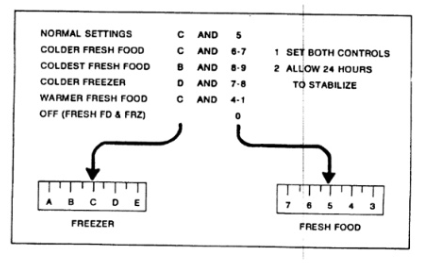 NORMAL SETTINGS C AND 5
COLDER FRESH FOOD C AND 6-7
COLDEST FRESH FOOD B AND 8-9
COLDER FREEZER D AND 7-8
WARMER FRESH FOOD C AND 4-1
OFF (FRESH FD & FRZ) 0
1 SET BOTH CONTROLS
2 ALLOW 24 HOURS
TO STABILIZE
A B C D E
FREEZER
7 6 5 4 3
FRESH FOOD